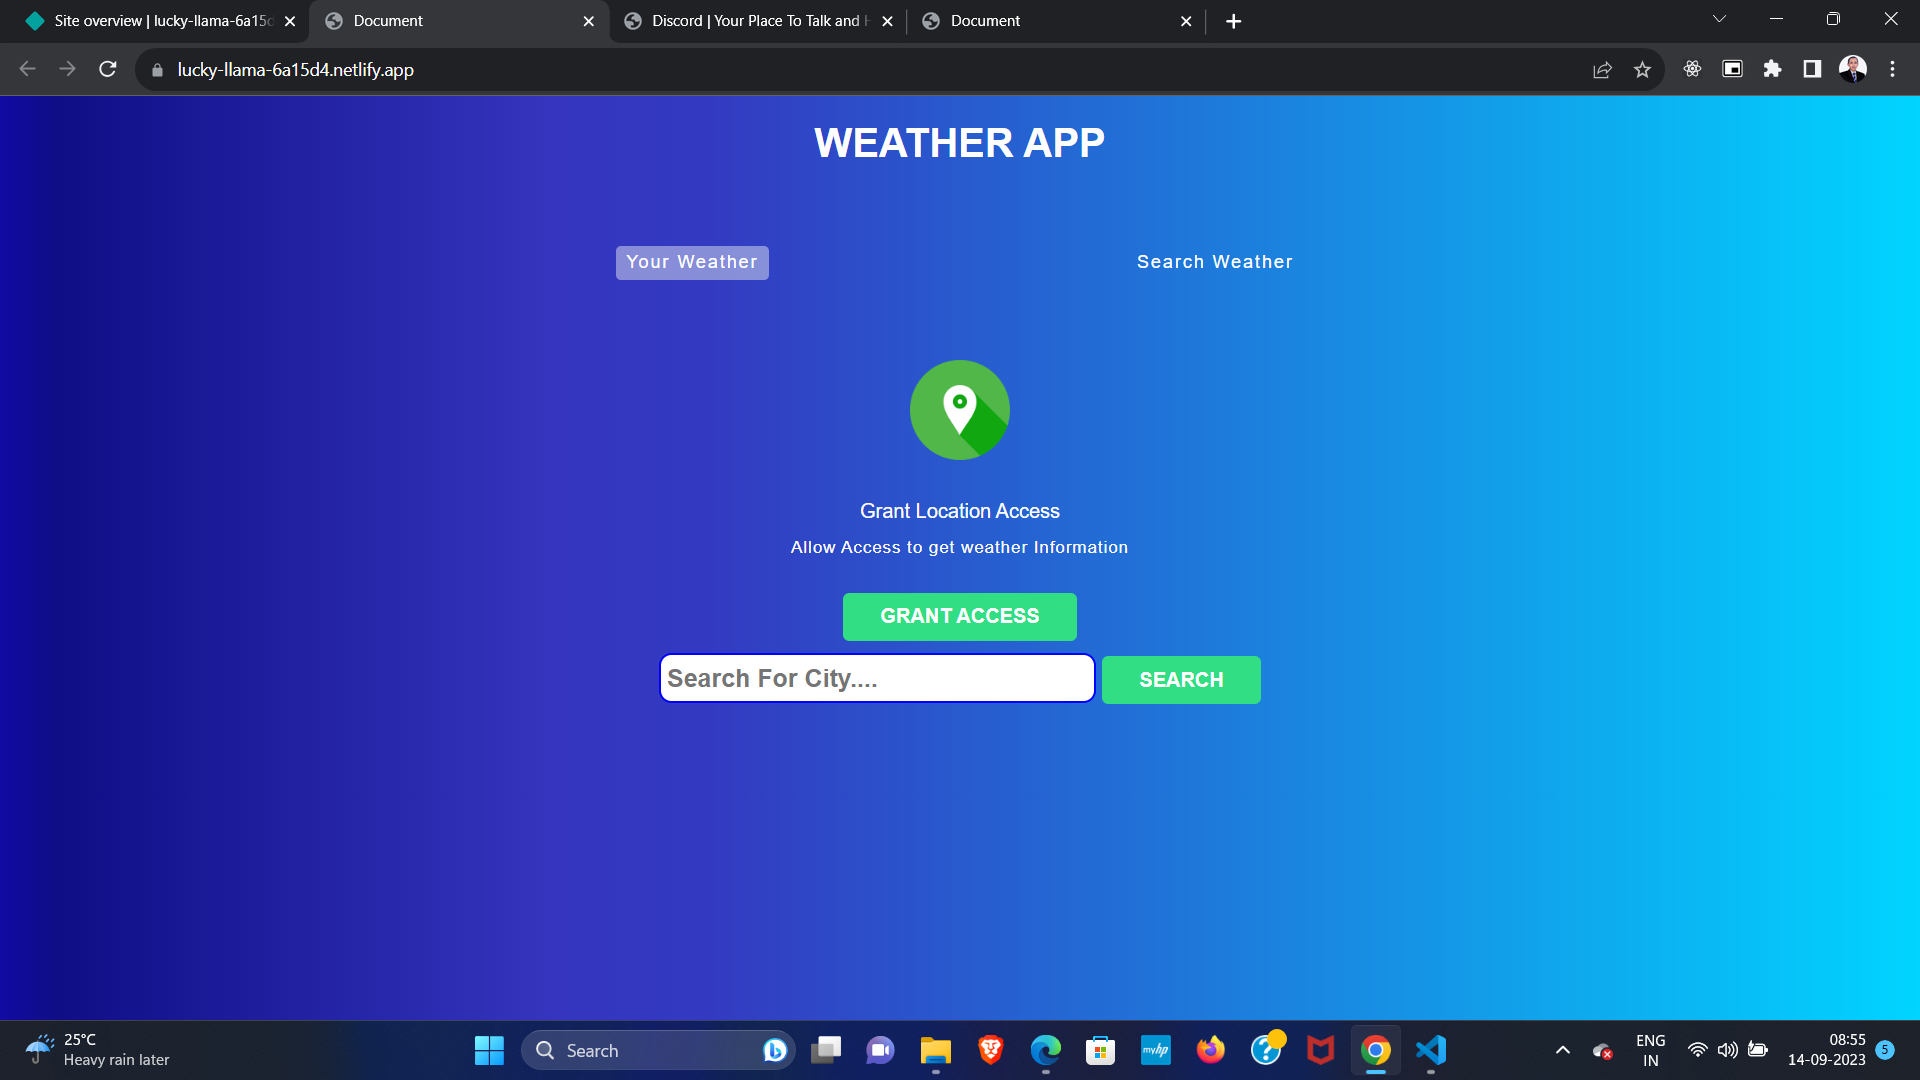 Site overview | lucky-llama-6a15d
Document
Discord | Your Place To Talk and H
Document
lucky-llama-6a15d4.netlify.app
WEATHER APP
Your Weather
Search Weather
Grant Location Access
Allow Access to get weather Information
GRANT ACCESS
Search For City....
SEARCH
25°C
Heavy rain later
Search
myhp
ENG
IN
08:55
14-09-2023
5